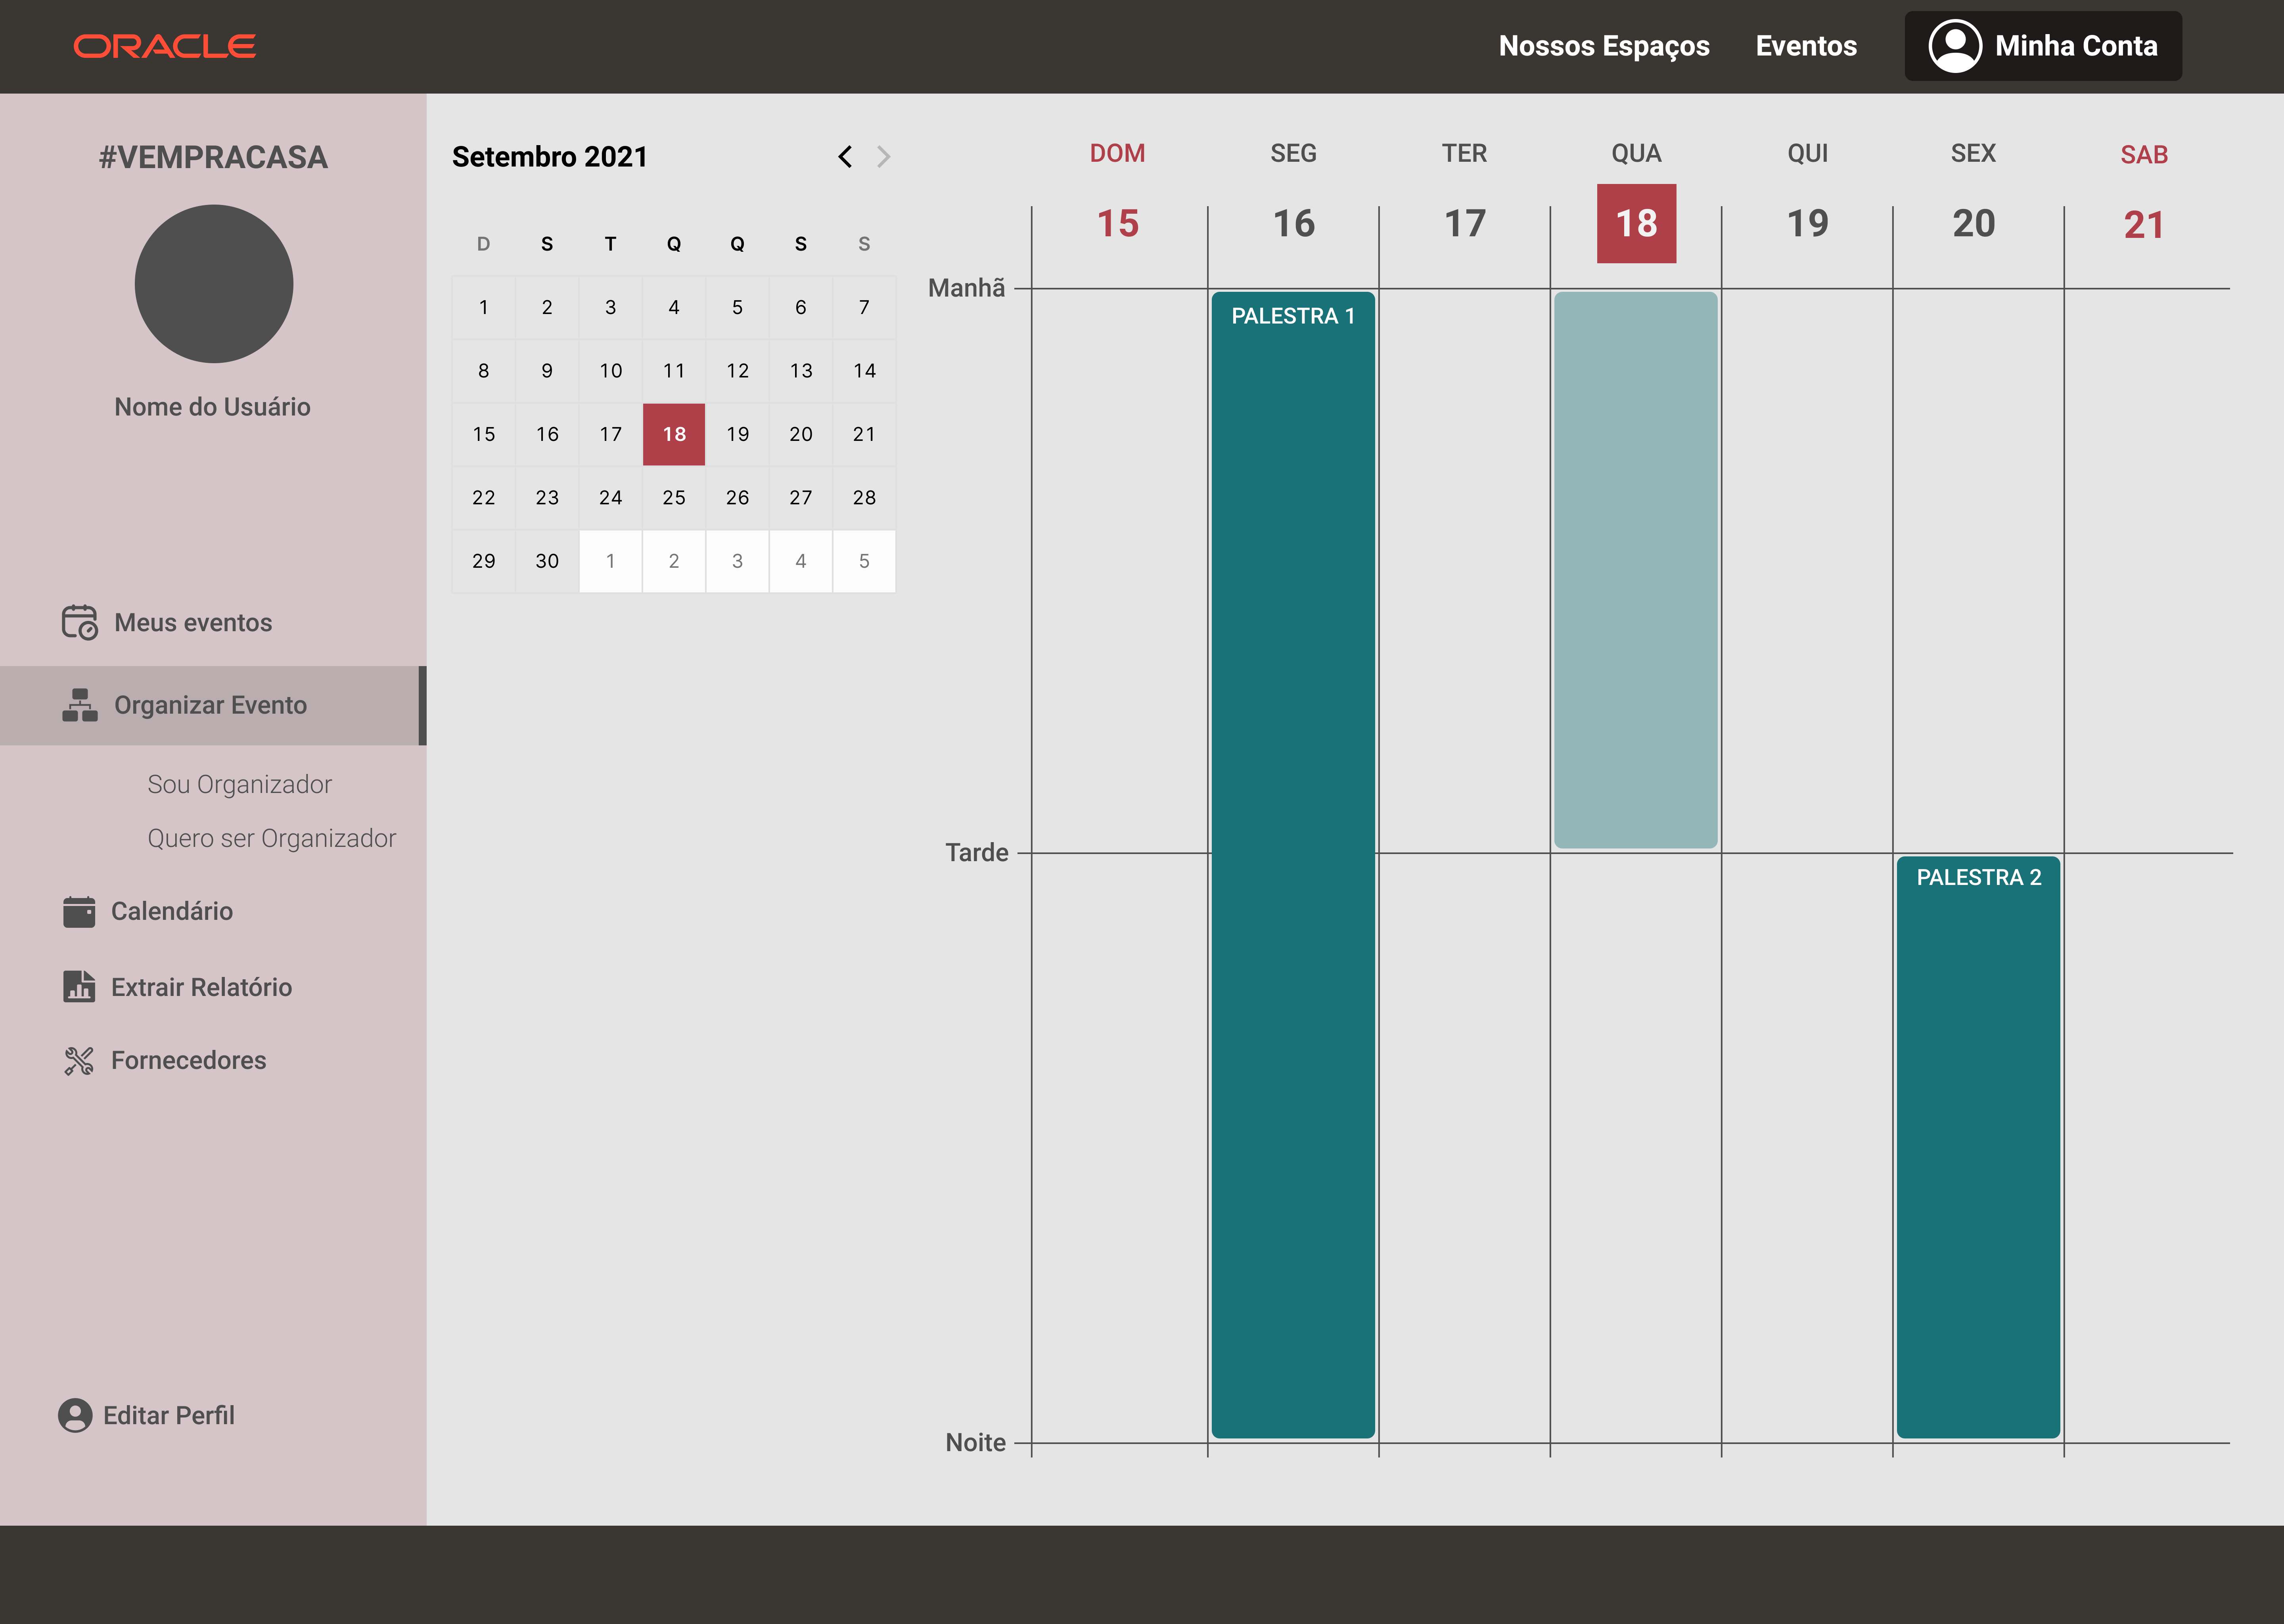 ORACLE
Nossos Espaços
Eventos
Minha Conta
#VEMPRACASA
Nome do Usuário
Meus eventos
Organizar Evento
Sou Organizador
Quero ser Organizador
Calendário
Extrair Relatório
Fornecedores
Editar Perfil
Setembro 2021
D S T Q Q S S
1 2 3 4 5 6 7
8 9 10 11 12 13 14
15 16 17 18 19 20 21
22 23 24 25 26 27 28
29 30 1 2 3 4 5
DOM SEG TER QUA QUI SEX SAB
15 16 17 18 19 20 21
Manhã
PALESTRA 1
Tarde
PALESTRA 2
Noite